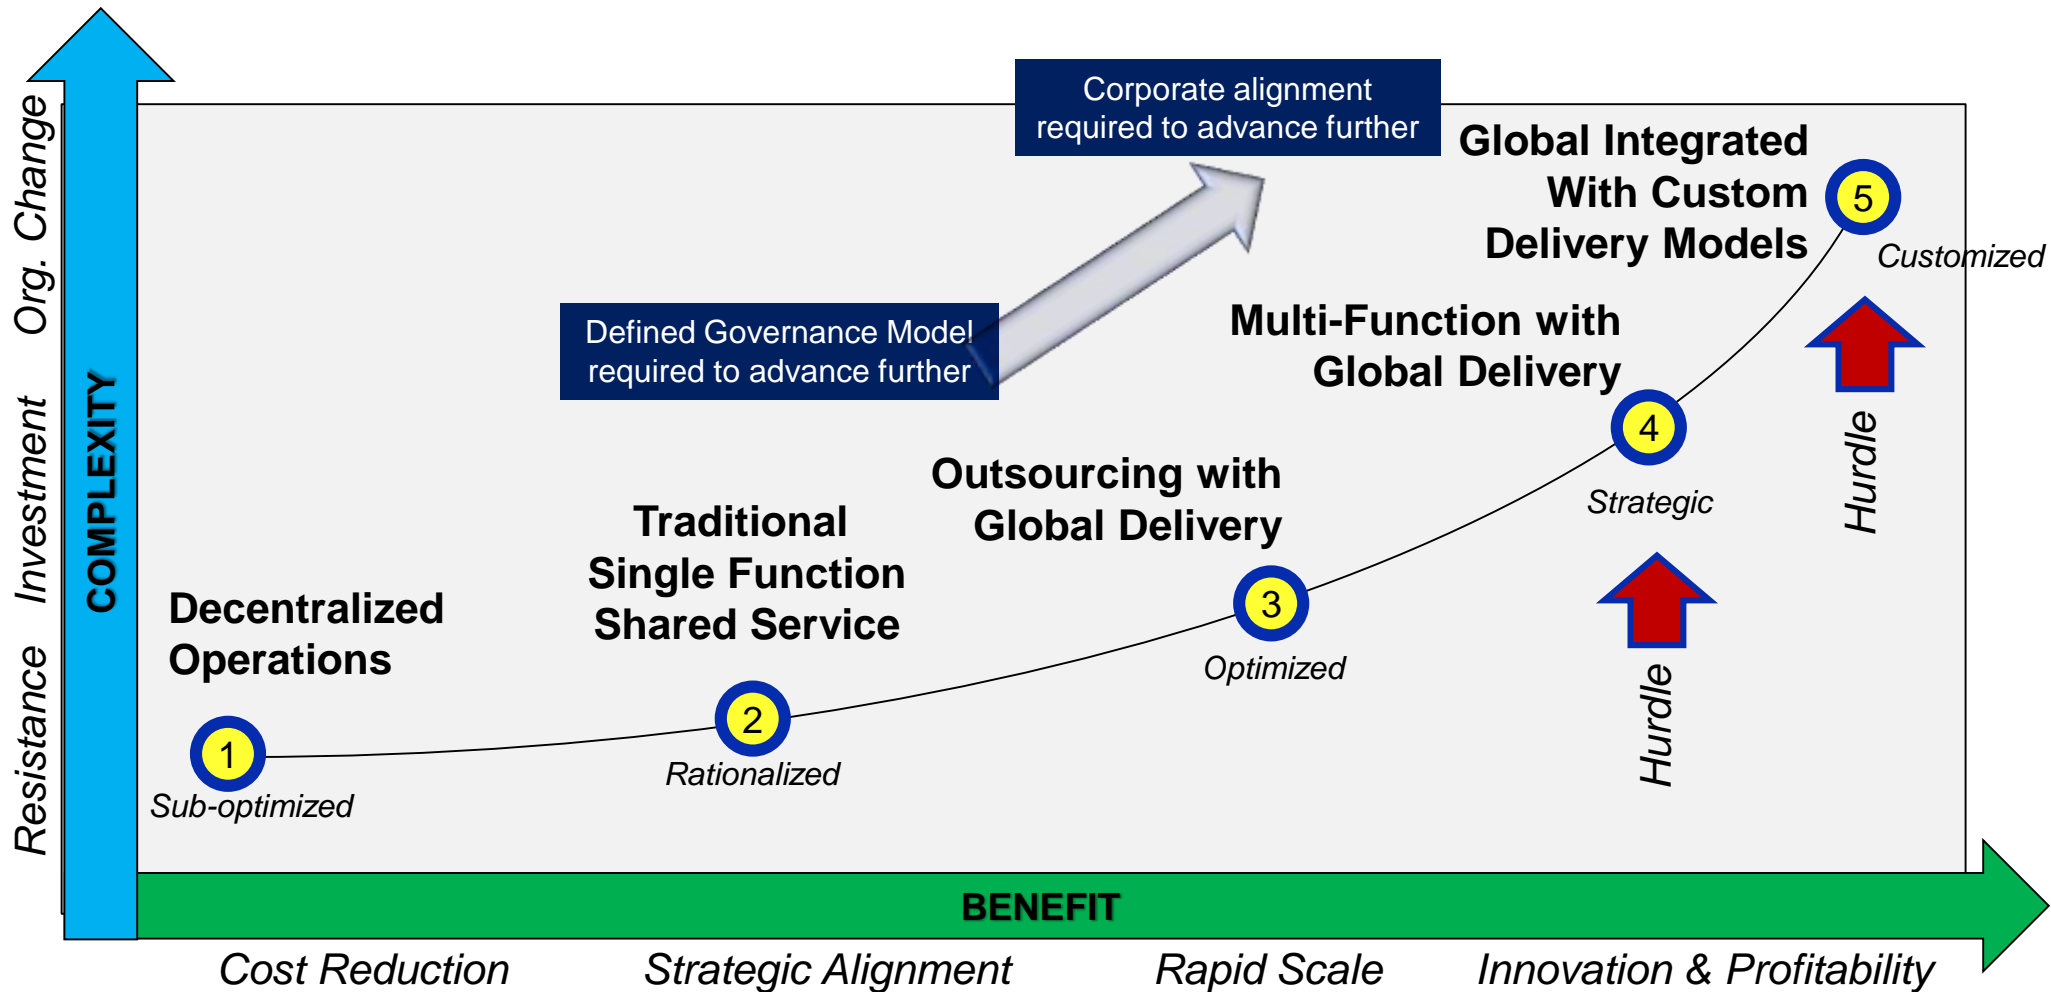 Corporate alignment
required to advance further
Global Integrated
With Custom
Delivery Models
5
Customized
Defined Governance Model
required to advance further
Multi-Function with
Global Delivery
4
Strategic
Hurdle
Outsourcing with
Global Delivery
3
Optimized
Hurdle
Traditional
Single Function
Shared Service
2
Rationalized
Decentralized
Operations
1
Sub-optimized
Org. Change
Investment
Resistance
COMPLEXITY
BENEFIT
Cost Reduction
Strategic Alignment
Rapid Scale
Innovation & Profitability